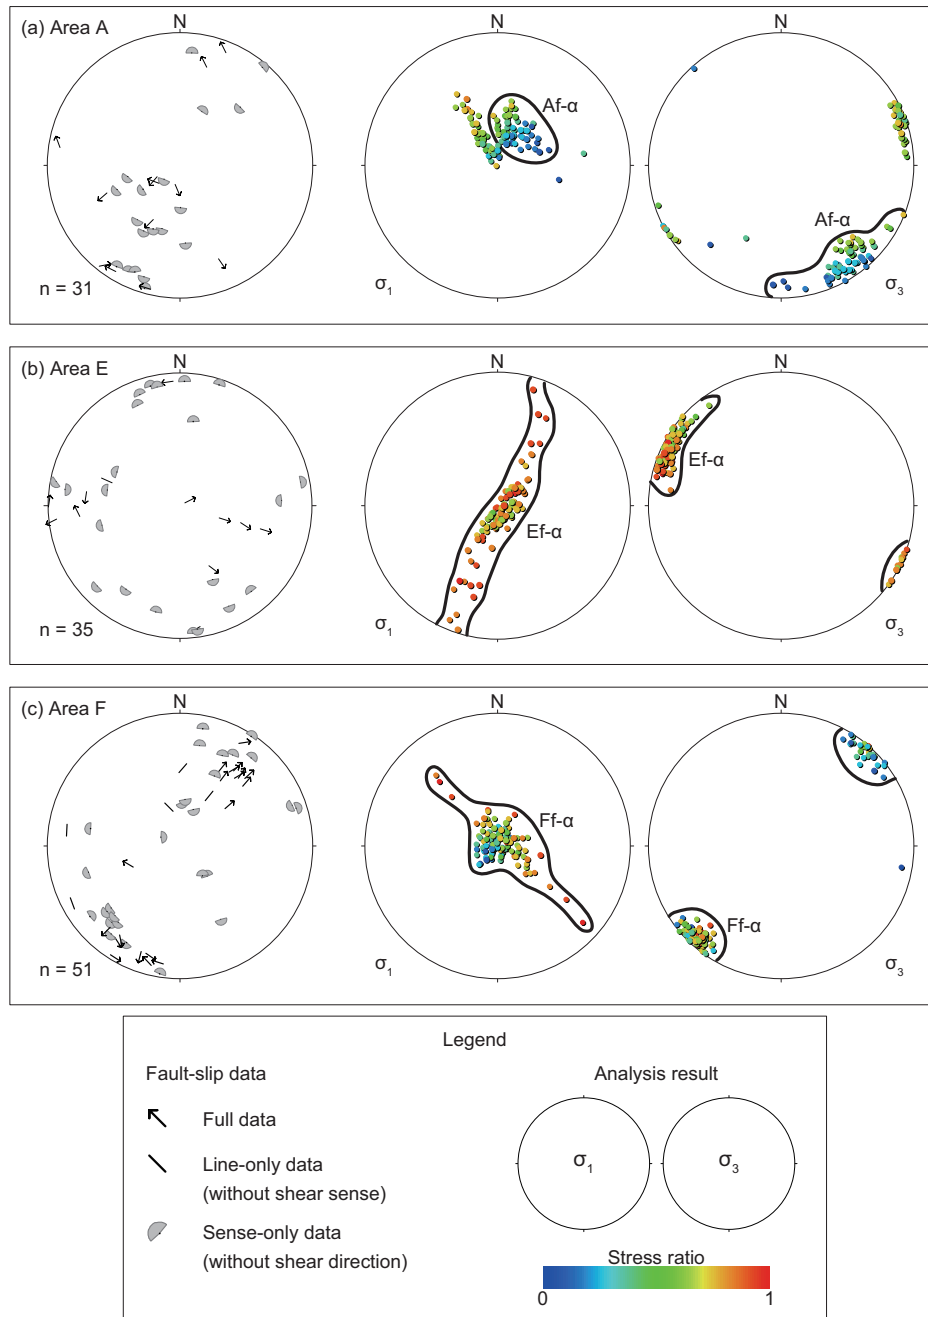 (a) Area A
N
N
N
Af-α
Af-α
n = 31
σ1
σ3
(b) Area E
N
N
N
Ef-α
Ef-α
n = 35
σ1
σ3
(c) Area F
N
N
N
Ff-α
Ff-α
n = 51
σ1
σ3
Legend
Fault-slip data
Full data
Line-only data
(without shear sense)
Sense-only data
(without shear direction)
Analysis result
σ1
σ3
Stress ratio
0
1